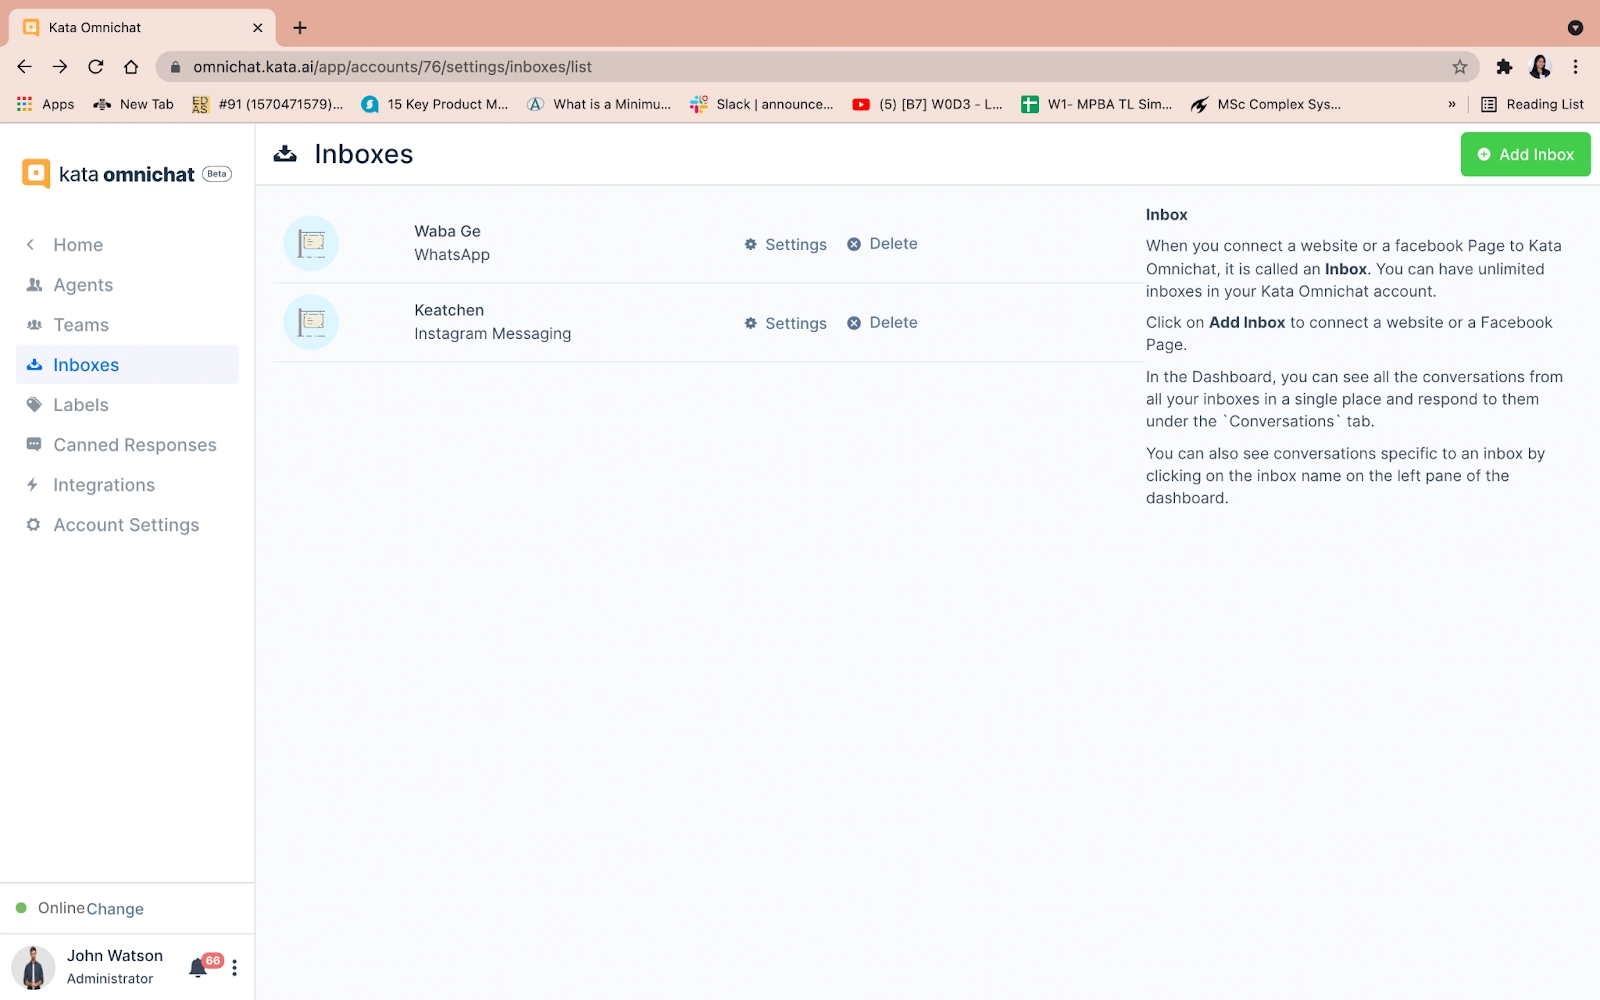 Kata Omnichat
omnichat.kata.ai/app/accounts/76/settings/inboxes/list
Apps
New Tab
EDAS
#91 (1570471579)...
15 Key Product M...
What is a Minimu...
Slack | announce...
(5) [B7] W0D3 - L...
W1- MPBA TL Sim...
MSc Complex Sys...
»
Reading List
kata omnichat Beta
Home
Agents
Teams
Inboxes
Labels
Canned Responses
Integrations
Account Settings
Online Change
John Watson
Administrator
66
Inboxes
Add Inbox
Waba Ge
WhatsApp
Settings
Delete
Keatchen
Instagram Messaging
Settings
Delete
Inbox
When you connect a website or a facebook Page to Kata
Omnichat, it is called an Inbox. You can have unlimited
inboxes in your Kata Omnichat account.
Click on Add Inbox to connect a website or a Facebook
Page.
In the Dashboard, you can see all the conversations from
all your inboxes in a single place and respond to them
under the `Conversations` tab.
You can also see conversations specific to an inbox by
clicking on the inbox name on the left pane of the
dashboard.